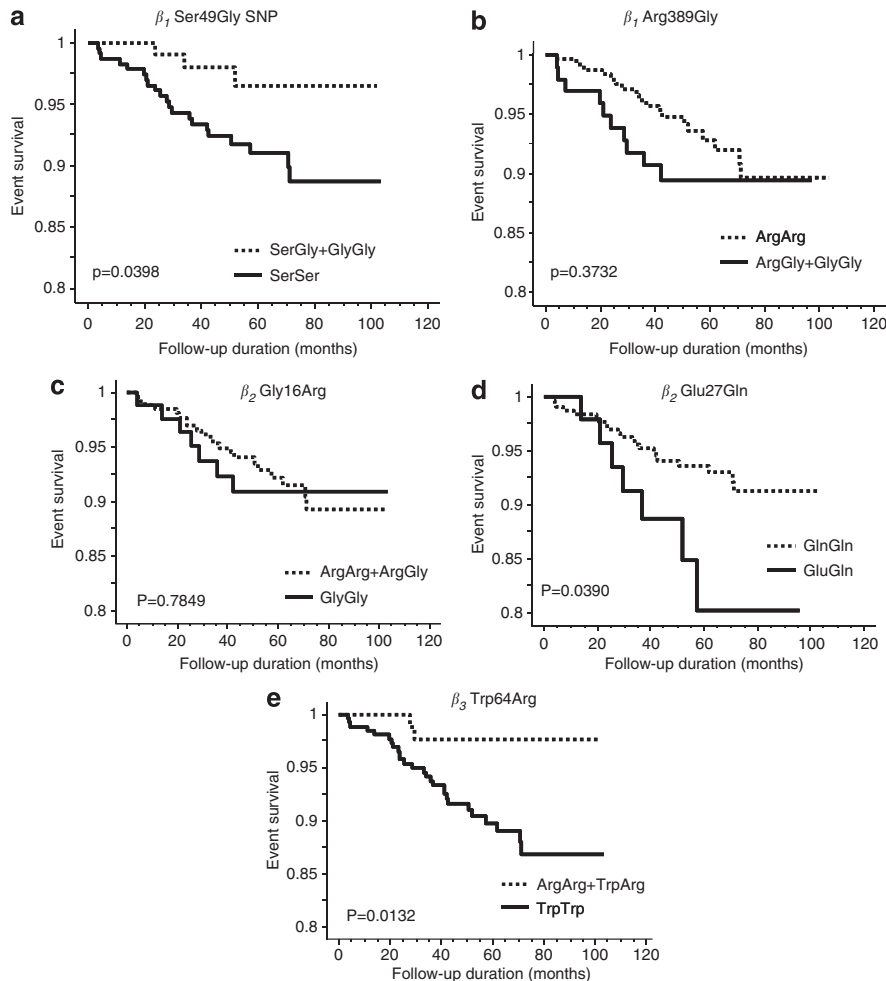 a
β1 Ser49Gly SNP
1
0.95
0.9
0.85
0.8
Event survival
SerGly+GlyGly
SerSer
p=0.0398
0 20 40 60 80 100 120
Follow-up duration (months)
b
β1 Arg389Gly
1
0.95
0.9
0.85
0.8
Event survival
ArgArg
ArgGly+GlyGly
p=0.3732
0 20 40 60 80 100 120
Follow-up duration (months)
c
β2 Gly16Arg
1
0.95
0.9
0.85
0.8
Event survival
ArgArg+ArgGly
GlyGly
P=0.7849
0 20 40 60 80 100 120
Follow-up duration (months)
d
β2 Glu27Gln
1
0.95
0.9
0.85
0.8
Event survival
GlnGln
GluGln
P=0.0390
0 20 40 60 80 100 120
Follow-up duration (months)
e
β3 Trp64Arg
1
0.95
0.9
0.85
0.8
Event survival
ArgArg+TrpArg
TrpTrp
P=0.0132
0 20 40 60 80 100 120
Follow-up duration (months)